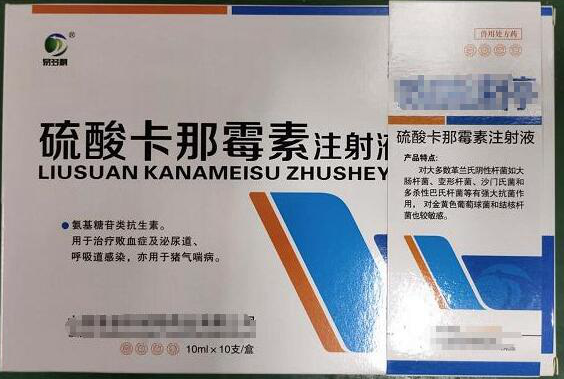 易多利
®
硫酸卡那霉素注射液
LIUSUAN KANAMEISU ZHUSHEY
● 氨基糖苷类抗生素。
用于治疗败血症及泌尿道、
呼吸道感染，亦用于猪气喘病。
10ml×10支/盒
兽用处方药
硫酸卡那霉素注射液
产品特点：
对大多数革兰氏阴性杆菌如大
肠杆菌、变形杆菌、沙门氏菌和
多杀性巴氏杆菌等有强大抗菌作
用，对金黄色葡萄球菌和结核杆
菌也较敏感。